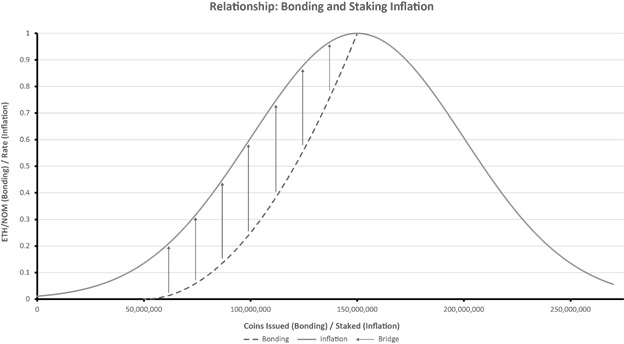 Relationship: Bonding and Staking Inflation
ETH/NOM (Bonding) / Rate (Inflation)
1
0.9
0.8
0.7
0.6
0.5
0.4
0.3
0.2
0.1
0
0 50,000,000 100,000,000 150,000,000 200,000,000 250,000,000
Coins Issued (Bonding) / Staked (Inflation)
Bonding Inflation Bridge